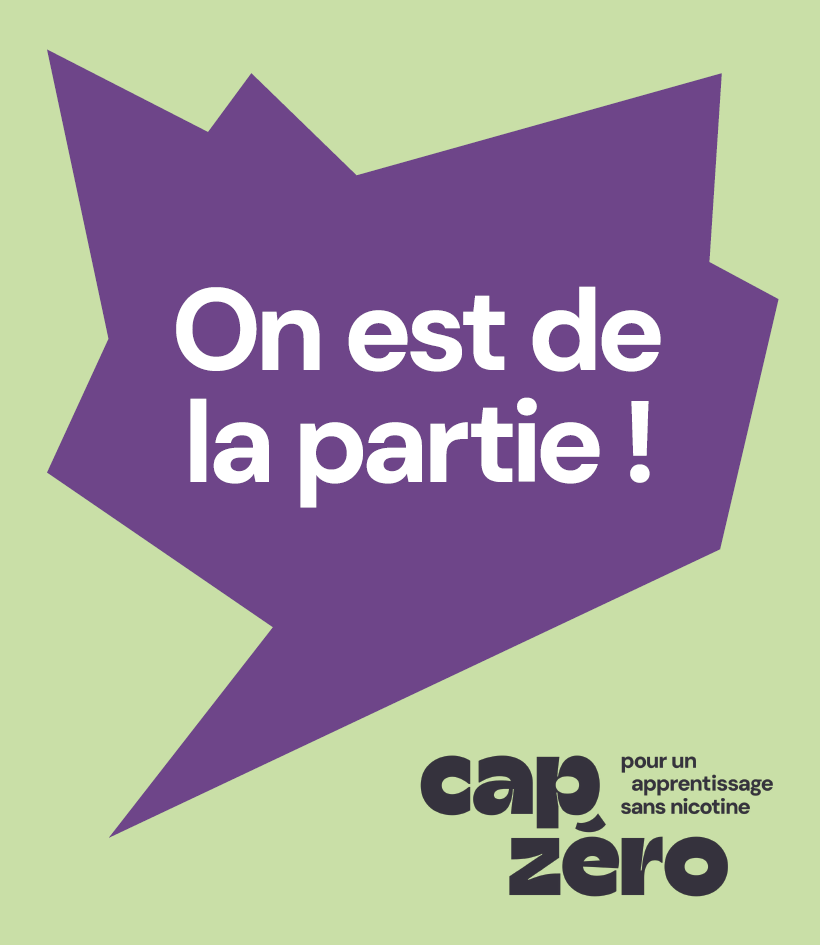 On est de
la partie !
cap
zéro
pour un
apprentissage
sans nicotine